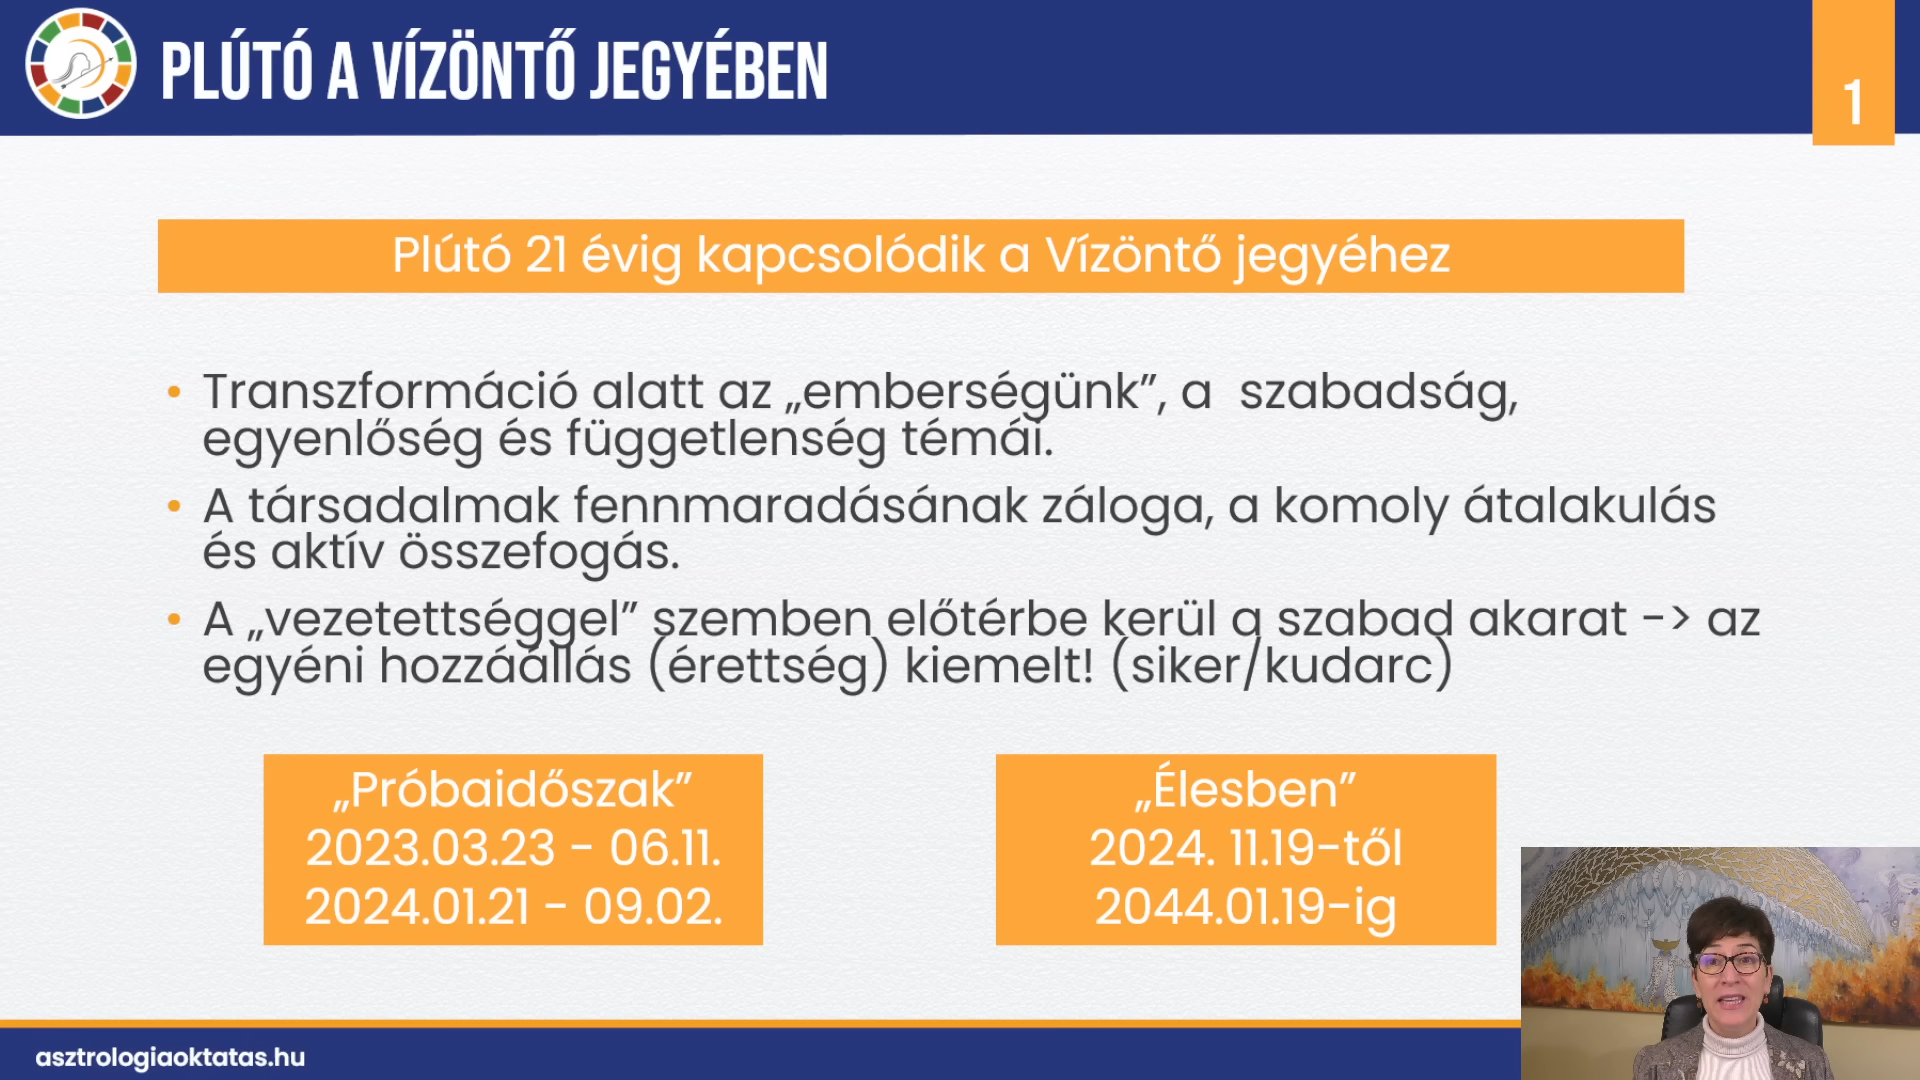 PLÚTÓ A VÍZÖNTŐ JEGYÉBEN
1
Plútó 21 évig kapcsolódik a Vízöntő jegyéhez
• Transzformáció alatt az „emberségünk”, a szabadság,
egyenlőség és függetlenség témái.
• A társadalmak fennmaradásának záloga, a komoly átalakulás
és aktív összefogás.
• A „vezetettséggel” szemben előtérbe kerül a szabad akarat -> az
egyéni hozzáállás (érettség) kiemelt! (siker/kudarc)
„Próbaidőszak”
2023.03.23 - 06.11.
2024.01.21 - 09.02.
„Élesben”
2024. 11.19-től
2044.01.19-ig
asztrologiaoktatas.hu